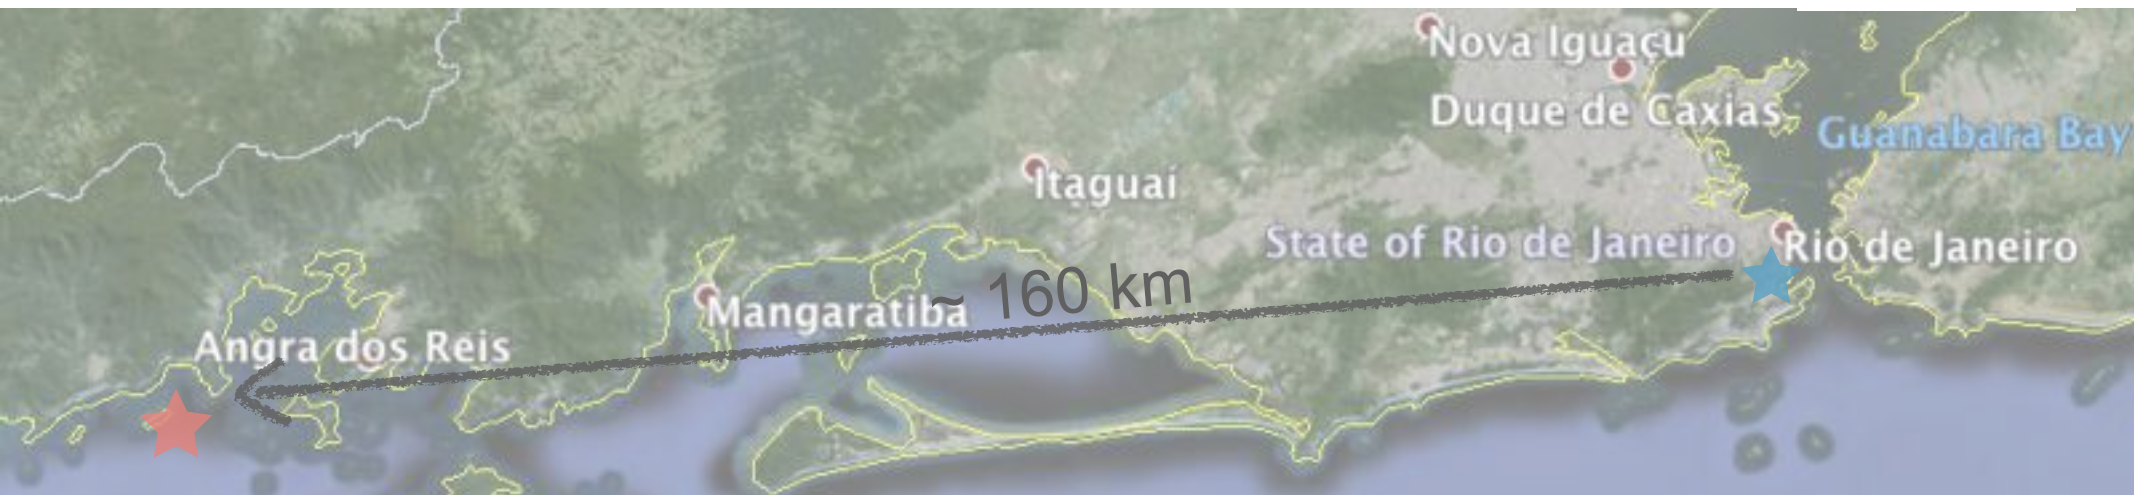 Nova Iguaçu
Duque de Caxias
Guanabara Bay
Itaguai
State of Rio de Janeiro
Rio de Janeiro
~ 160 km
Mangaratiba
Angra dos Reis